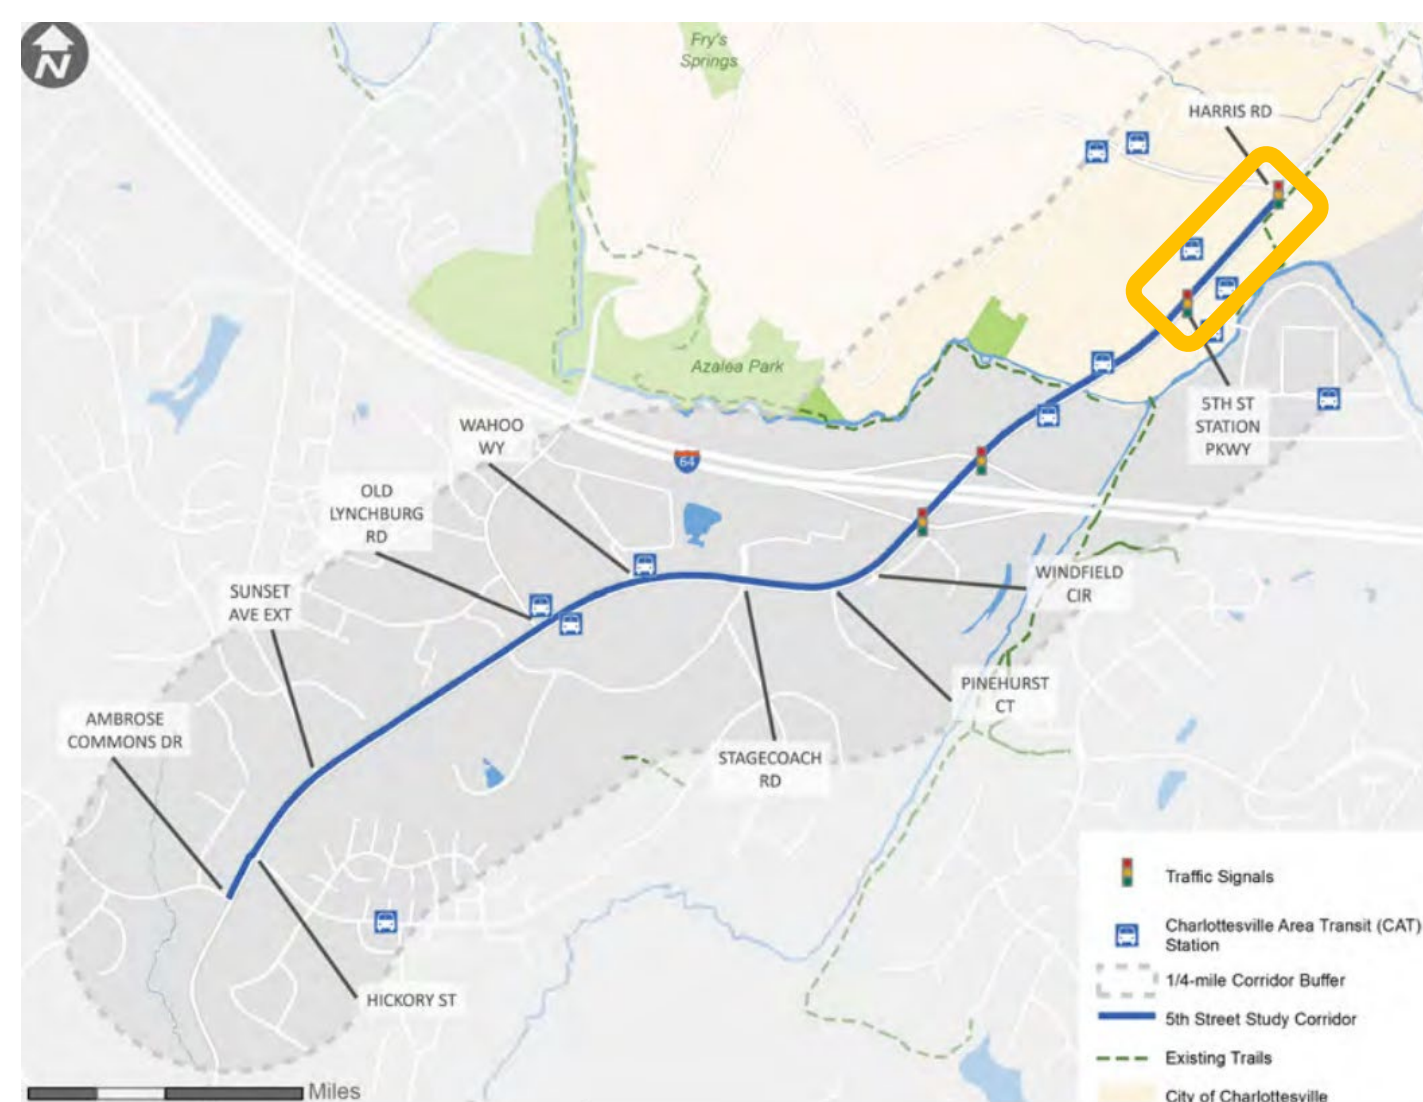 N
Fry's
Springs
HARRIS RD
Azalea Park
5TH ST
STATION
PKWY
WAHOO
WY
64
OLD
LYNCHBURG
RD
WINDFIELD
CIR
SUNSET
AVE EXT
PINEHURST
CT
AMBROSE
COMMONS DR
STAGECOACH
RD
HICKORY ST
Traffic Signals
Charlottesville Area Transit (CAT)
Station
1/4-mile Corridor Buffer
5th Street Study Corridor
Existing Trails
City of Charlottesville
Miles